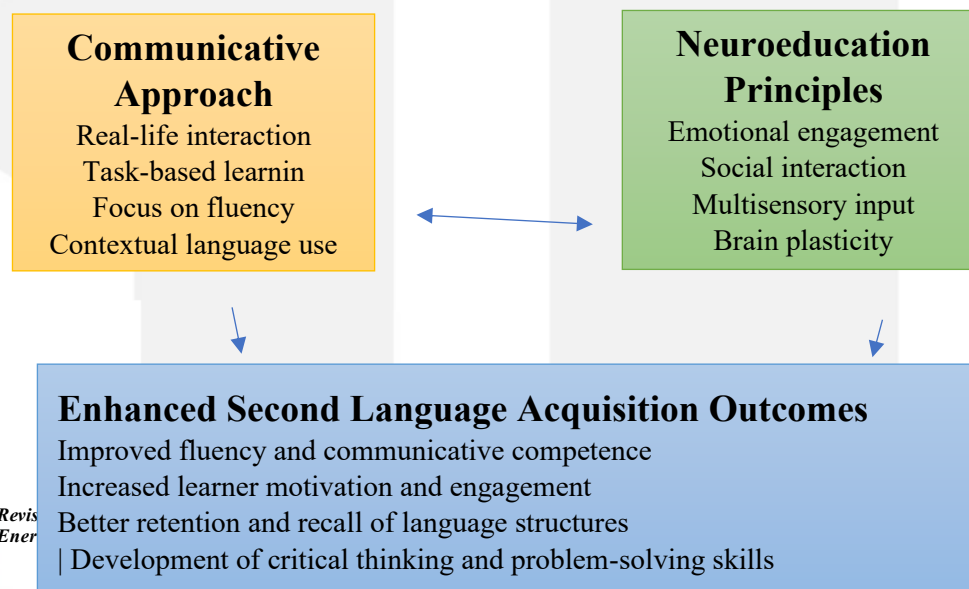 Communicative
Approach
Real-life interaction
Task-based learnin
Focus on fluency
Contextual language use
Neuroeducation
Principles
Emotional engagement
Social interaction
Multisensory input
Brain plasticity
Enhanced Second Language Acquisition Outcomes
Improved fluency and communicative competence
Increased learner motivation and engagement
Better retention and recall of language structures
| Development of critical thinking and problem-solving skills
Revis
Ener